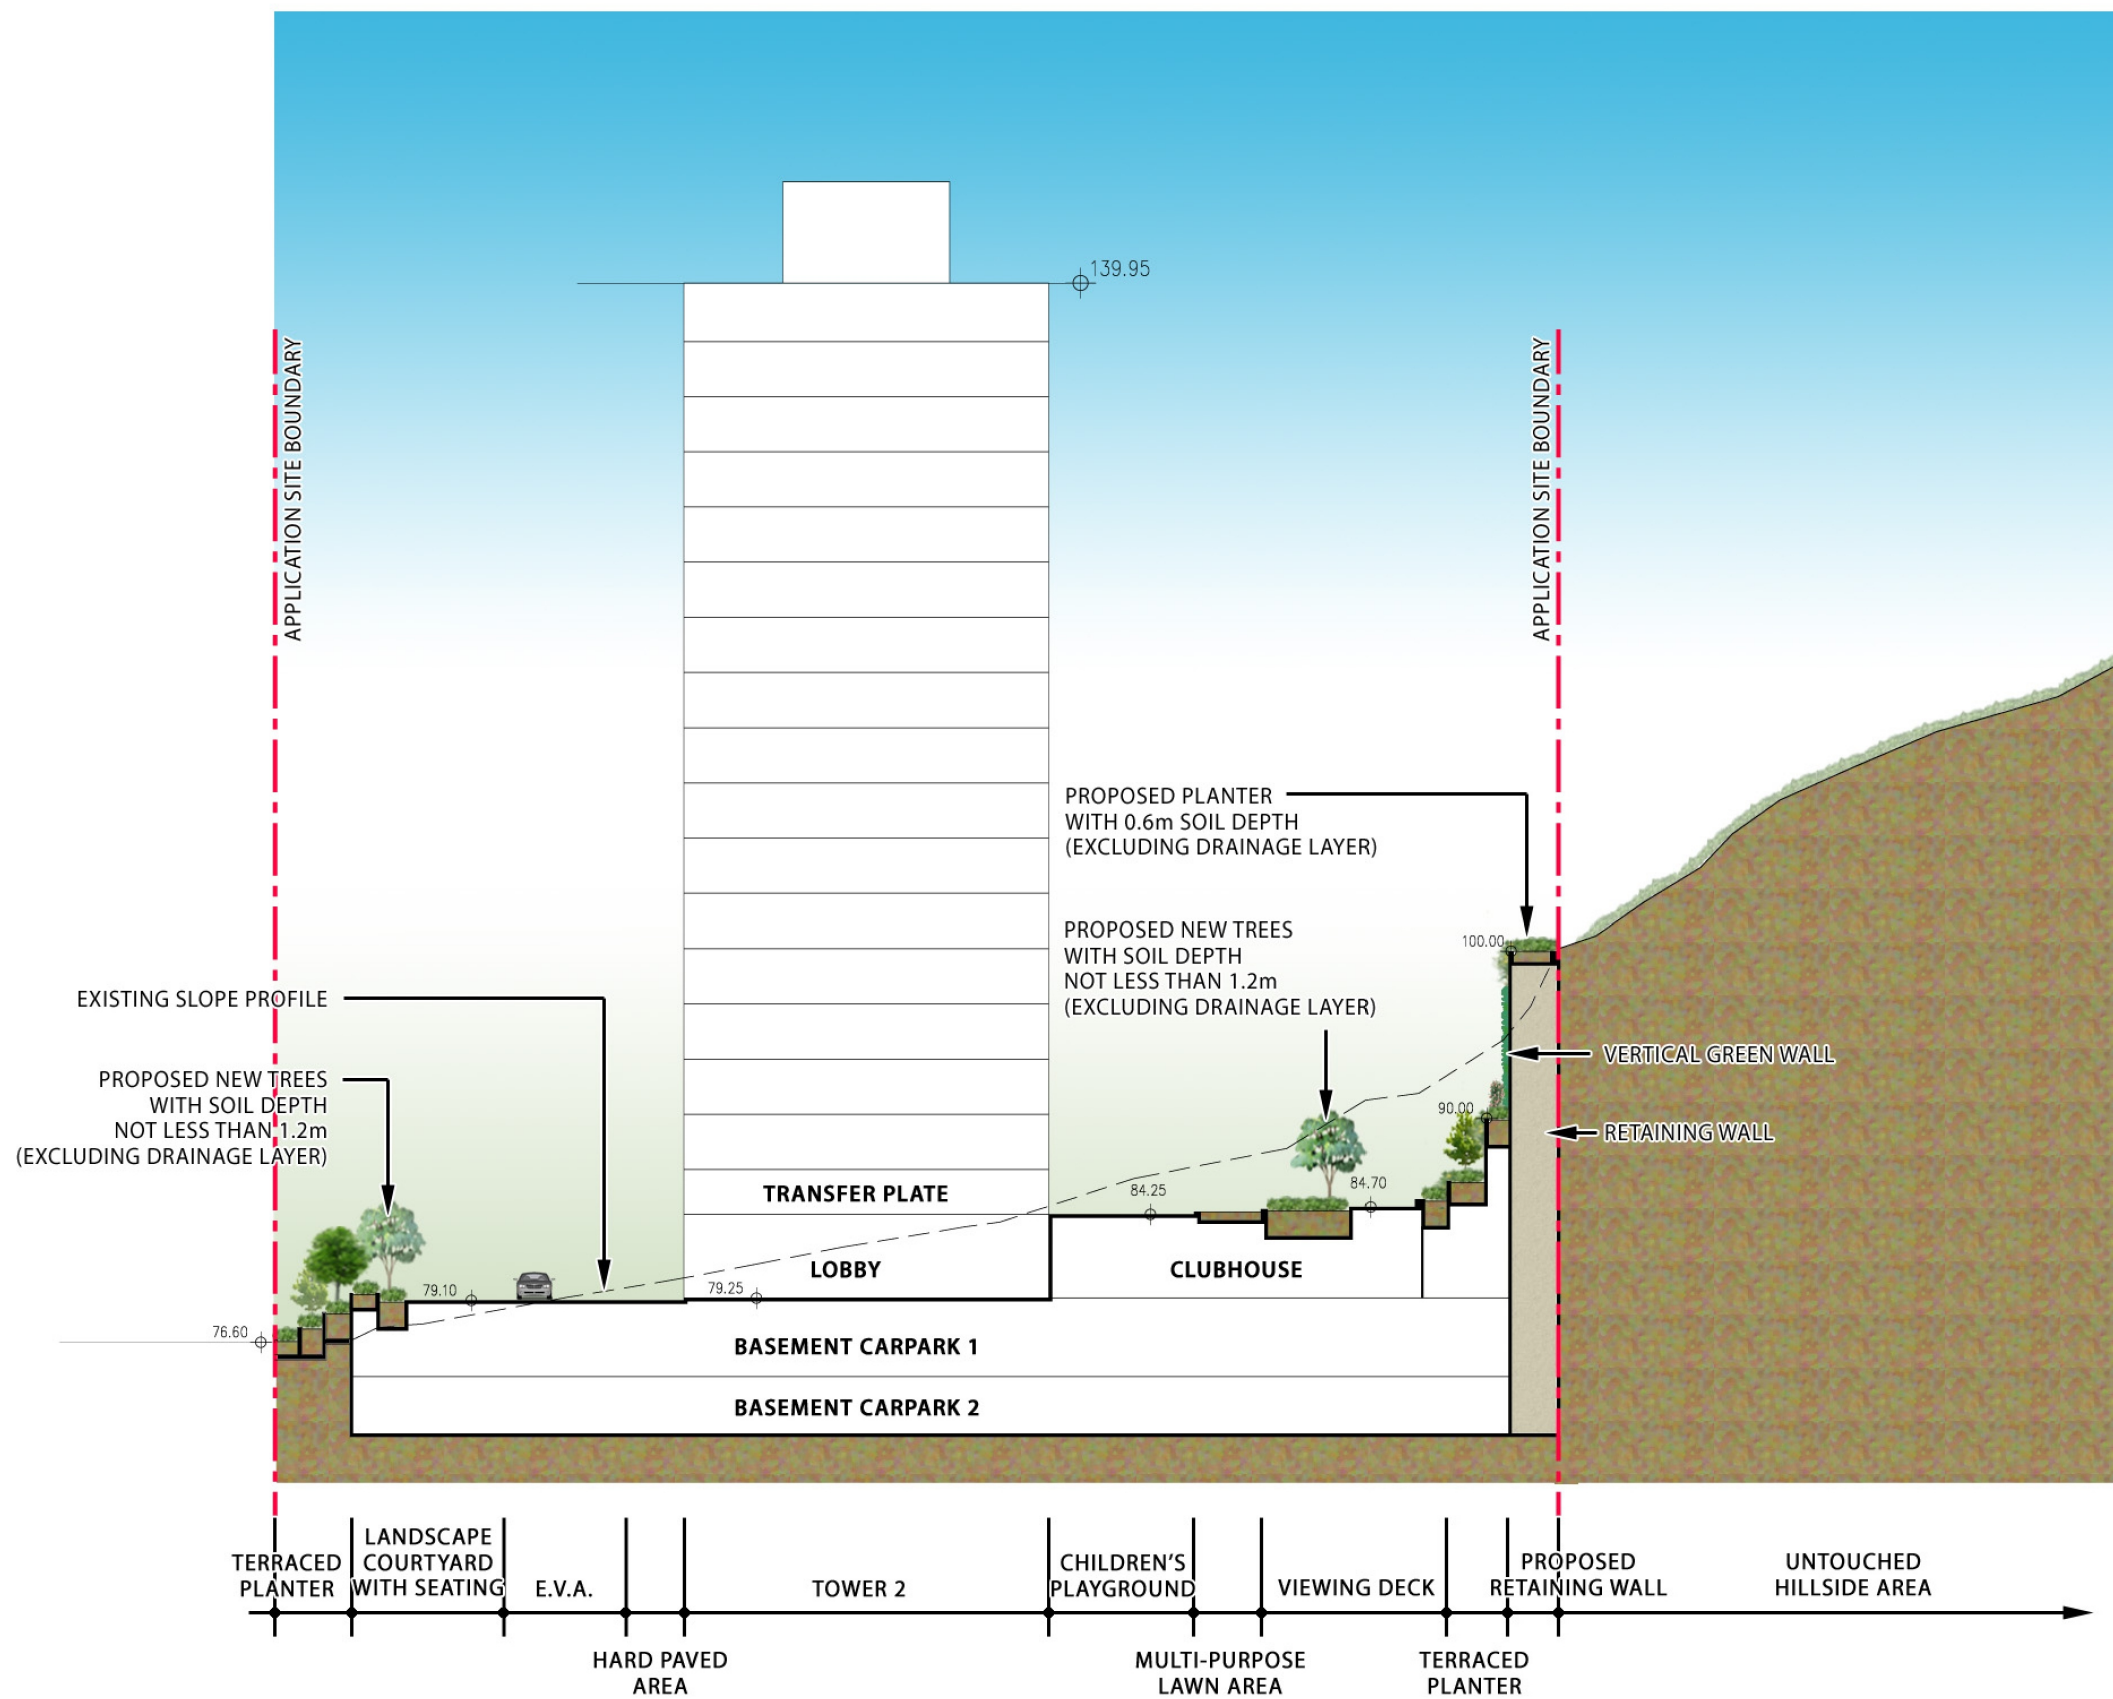 139.95
APPLICATION SITE BOUNDARY
APPLICATION SITE BOUNDARY
PROPOSED PLANTER
WITH 0.6m SOIL DEPTH
(EXCLUDING DRAINAGE LAYER)
PROPOSED NEW TREES
WITH SOIL DEPTH
NOT LESS THAN 1.2m
(EXCLUDING DRAINAGE LAYER)
100.00
EXISTING SLOPE PROFILE
VERTICAL GREEN WALL
PROPOSED NEW TREES
WITH SOIL DEPTH
NOT LESS THAN 1.2m
(EXCLUDING DRAINAGE LAYER)
90.00
RETAINING WALL
TRANSFER PLATE
84.25
84.70
LOBBY
CLUBHOUSE
79.10
79.25
76.60
BASEMENT CARPARK 1
BASEMENT CARPARK 2
TERRACED
PLANTER
LANDSCAPE
COURTYARD
WITH SEATING
E.V.A.
TOWER 2
CHILDREN'S
PLAYGROUND
VIEWING DECK
PROPOSED
RETAINING WALL
UNTOUCHED
HILLSIDE AREA
HARD PAVED
AREA
MULTI-PURPOSE
LAWN AREA
TERRACED
PLANTER